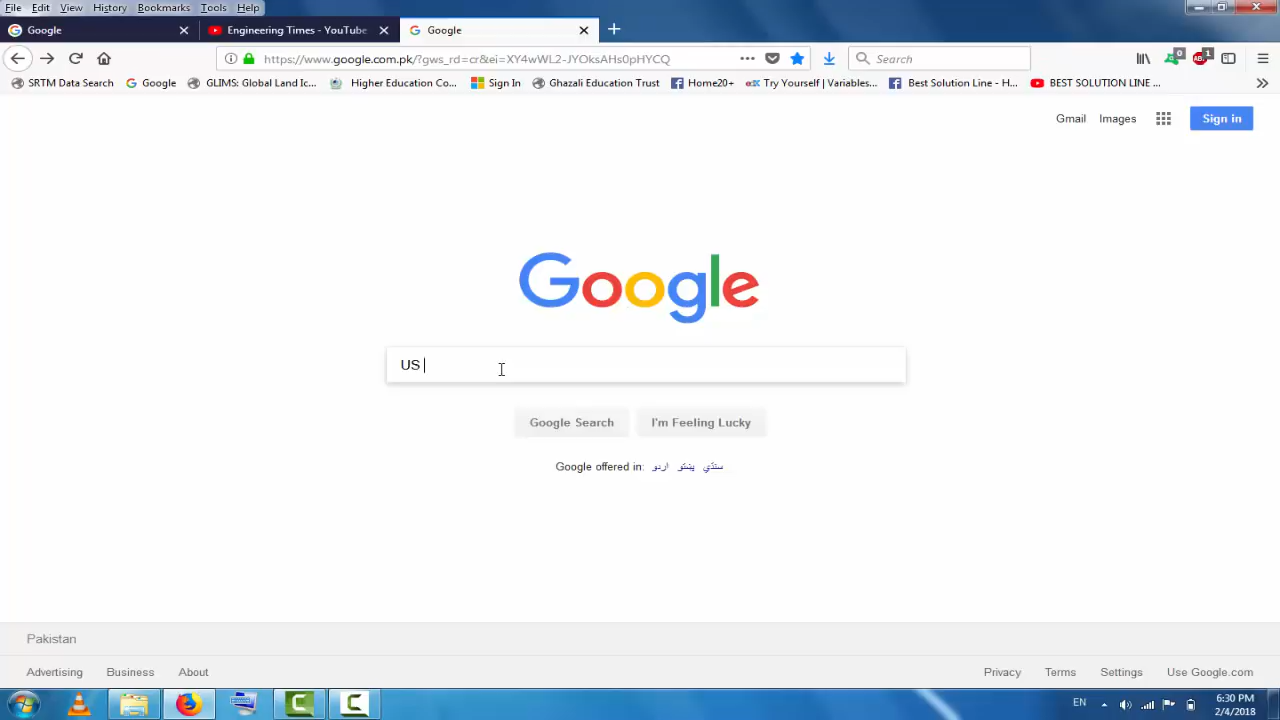 File Edit View History Bookmarks Tools Help
Google Engineering Times - YouTube Google
https://www.google.com.pk/?gws_rd=cr&ei=XY4wWL2-JYOksAHs0pHYCQ Search 0 1
SRTM Data Search Google GLIMS: Global Land Ic... Higher Education Co... Sign In Ghazali Education Trust Home20+ Try Yourself | Variables... Best Solution Line - H... BEST SOLUTION LINE ...
Gmail Images Sign in
Google
US
Google Search I'm Feeling Lucky
Google offered in: اردو پښتو سنڌي
Pakistan
Advertising Business About Privacy Terms Settings Use Google.com
EN 6:30 PM
2/4/2018